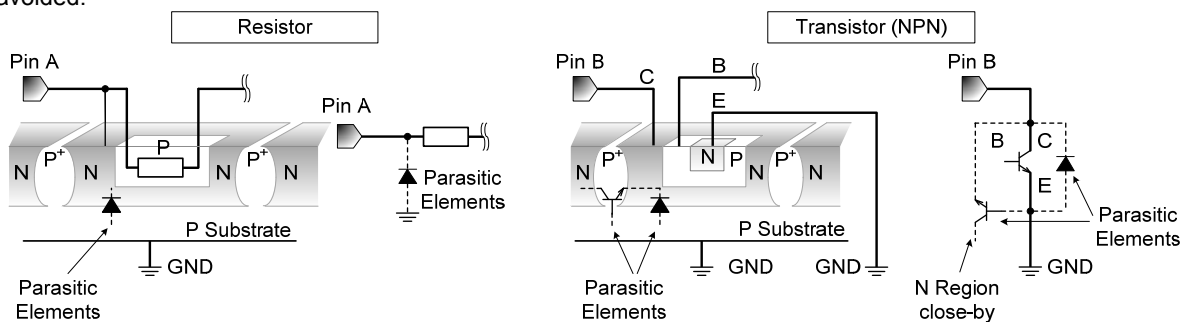 avoided.
Resistor
Transistor (NPN)
Pin A
Pin A
Pin B
C
B
E
Pin B
N
P+
N
P
N
P+
N
Parasitic
Elements
P Substrate
GND
Parasitic
Elements
N
P+
N
N
P
N
P+
N
P Substrate
GND
GND
Parasitic
Elements
B
C
E
Parasitic
Elements
GND
N Region
close-by